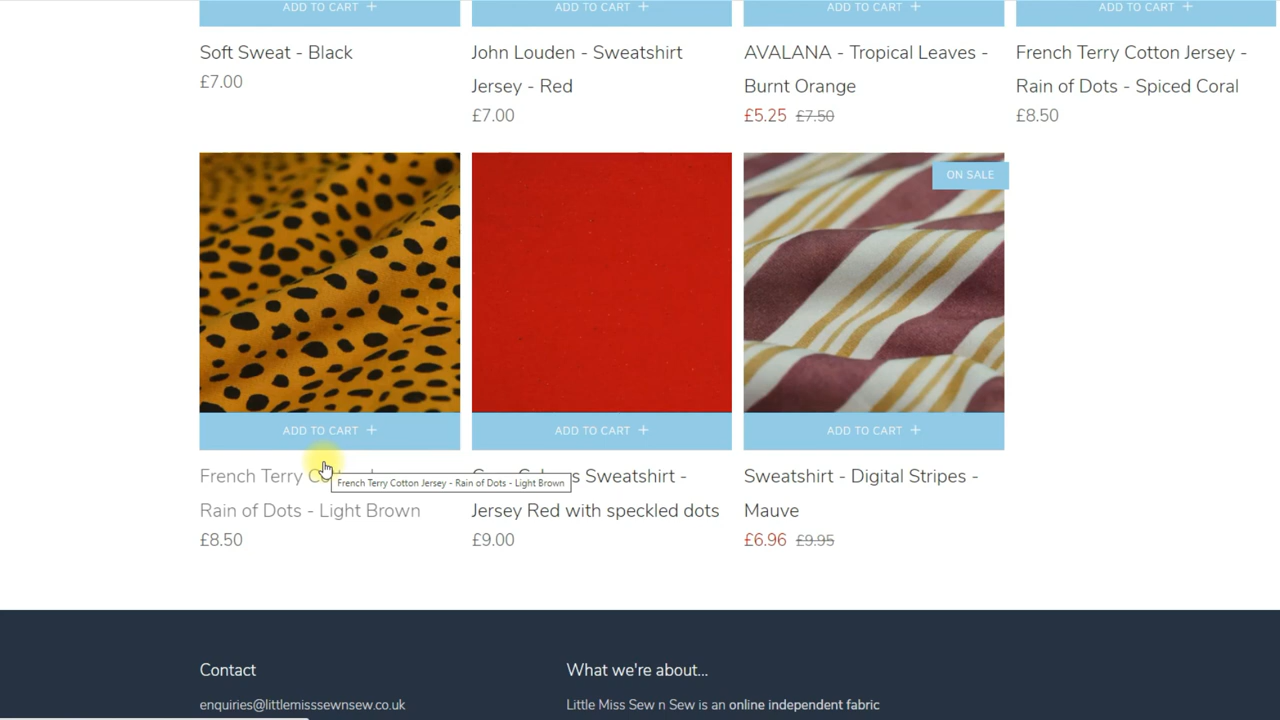 ADD TO CART +
ADD TO CART +
ADD TO CART +
ADD TO CART +
Soft Sweat - Black
£7.00
John Louden - Sweatshirt
Jersey - Red
£7.00
AVALANA - Tropical Leaves -
Burnt Orange
£5.25 £7.50
French Terry Cotton Jersey -
Rain of Dots - Spiced Coral
£8.50
ON SALE
ADD TO CART +
ADD TO CART +
ADD TO CART +
French Terry
Rain of Dots - Light Brown
£8.50
French Terry Cotton Jersey - Rain of Dots - Light Brown
Sweatshirt -
Jersey Red with speckled dots
£9.00
Sweatshirt - Digital Stripes -
Mauve
£6.96 £9.95
Contact
enquiries@littlemisssewnsew.co.uk
What we're about...
Little Miss Sew n Sew is an online independent fabric